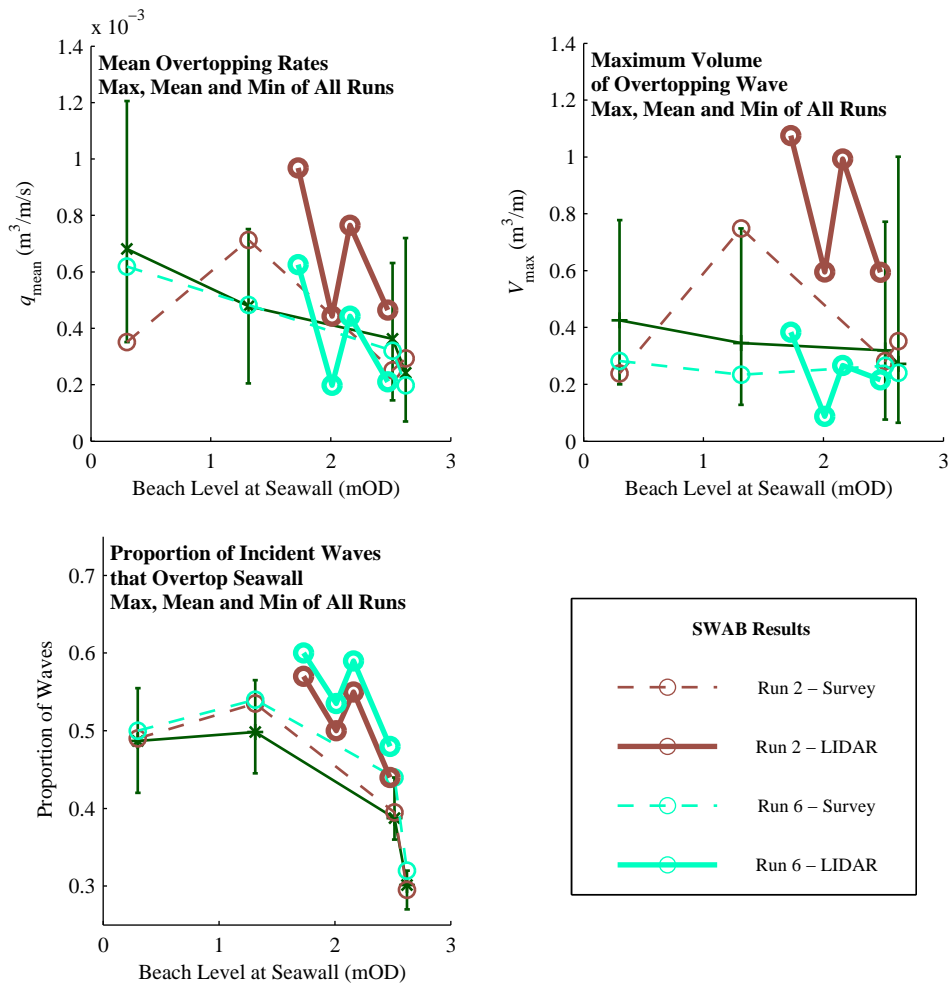 x 10⁻³
Mean Overtopping Rates
Max, Mean and Min of All Runs
1.4
1.2
1
0.8
0.6
0.4
0.2
0
q_mean (m³/m/s)
0 1 2 3
Beach Level at Seawall (mOD)
Maximum Volume
of Overtopping Wave
Max, Mean and Min of All Runs
1.4
1.2
1
0.8
0.6
0.4
0.2
0
V_max (m³/m)
0 1 2 3
Beach Level at Seawall (mOD)
Proportion of Incident Waves
that Overtop Seawall
Max, Mean and Min of All Runs
0.7
0.6
0.5
0.4
0.3
Proportion of Waves
0 1 2 3
Beach Level at Seawall (mOD)
SWAB Results
Run 2 – Survey
Run 2 – LIDAR
Run 6 – Survey
Run 6 – LIDAR